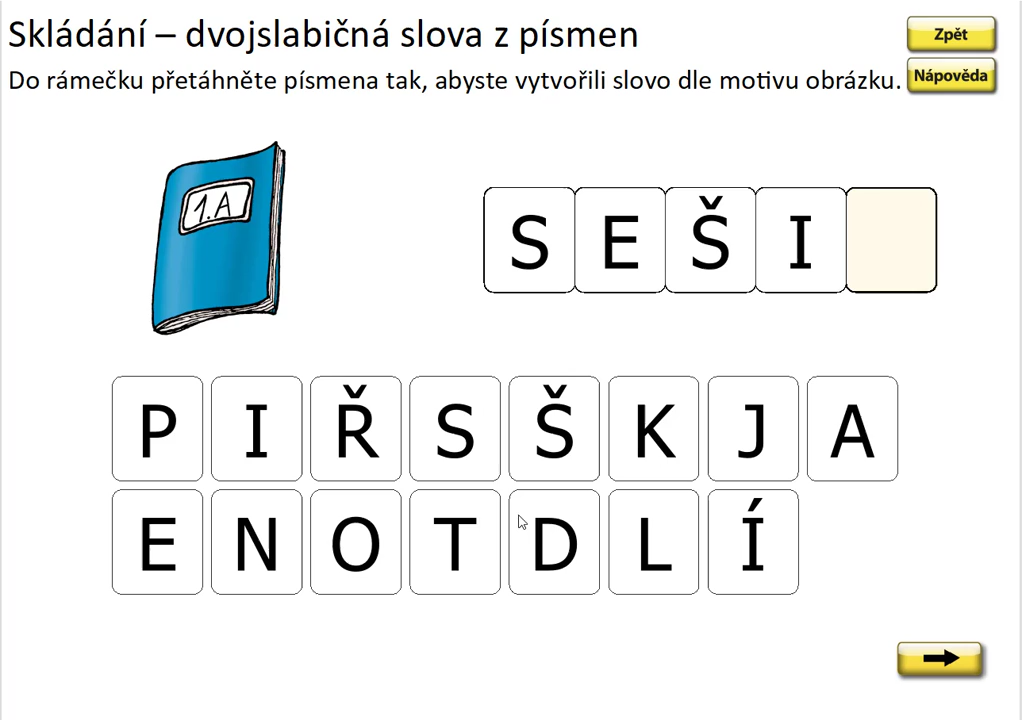 Skládání – dvojslabičná slova z písmen
Zpět
Do rámečku přetáhněte písmena tak, abyste vytvořili slovo dle motivu obrázku.
Nápověda
1.A
S E Š I
P I Ř S Š K J A
E N O T D L Í